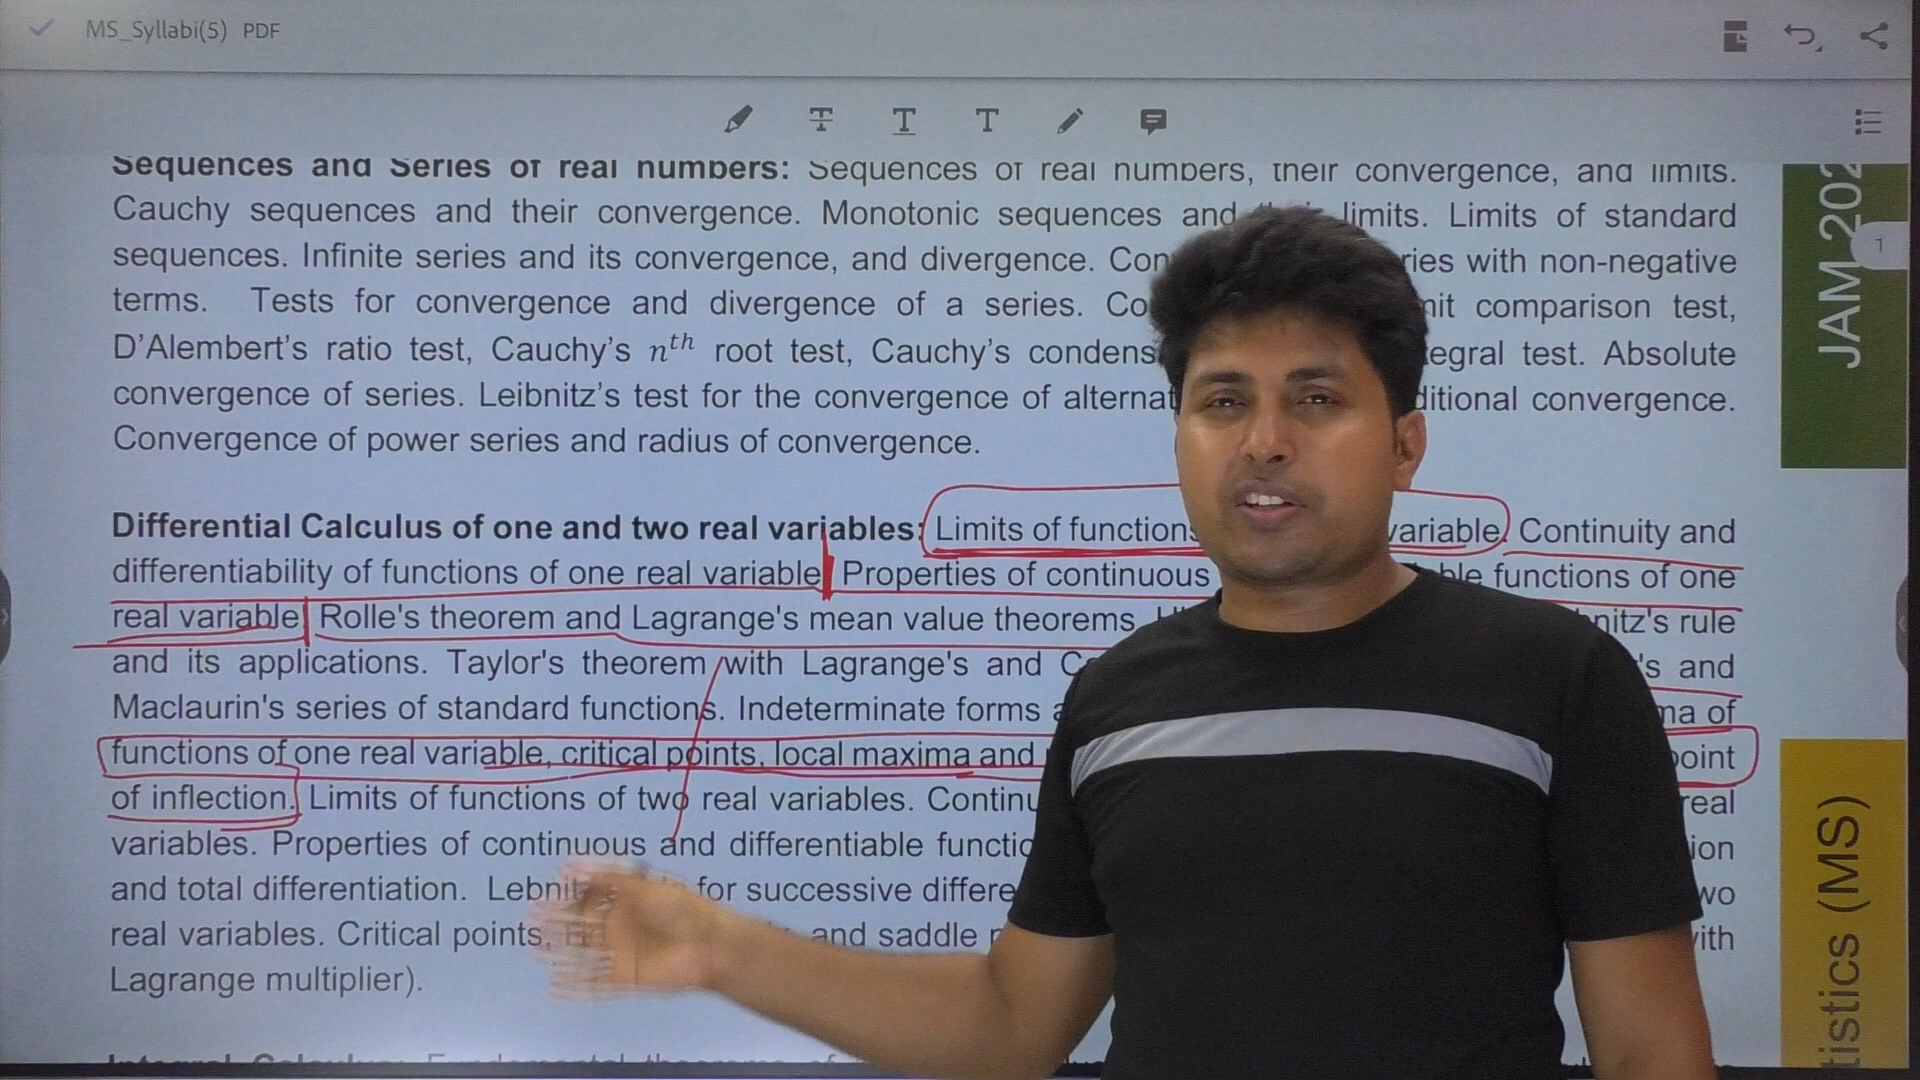 MS_Syllabi(5) PDF
Sequences and Series of real numbers: Sequences of real numbers, their convergence, and limits.
Cauchy sequences and their convergence. Monotonic sequences and limits. Limits of standard
sequences. Infinite series and its convergence, and divergence. Con ries with non-negative
terms. Tests for convergence and divergence of a series. Co mit comparison test,
D'Alembert's ratio test, Cauchy's nth root test, Cauchy's condens egral test. Absolute
convergence of series. Leibnitz's test for the convergence of alternat ditional convergence.
Convergence of power series and radius of convergence.
Differential Calculus of one and two real variables: Limits of functions variable. Continuity and
differentiability of functions of one real variable. Properties of continuous ble functions of one
real variable. Rolle's theorem and Lagrange's mean value theorems. nitz's rule
and its applications. Taylor's theorem with Lagrange's and Ca 's and
Maclaurin's series of standard functions. Indeterminate forms a ma of
functions of one real variable, critical points, local maxima and point
of inflection. Limits of functions of two real variables. Continu real
variables. Properties of continuous and differentiable functio ion
and total differentiation. Lebnit for successive differe wo
real variables. Critical points, and saddle p ith
Lagrange multiplier).
JAM 202
1
istics (MS)